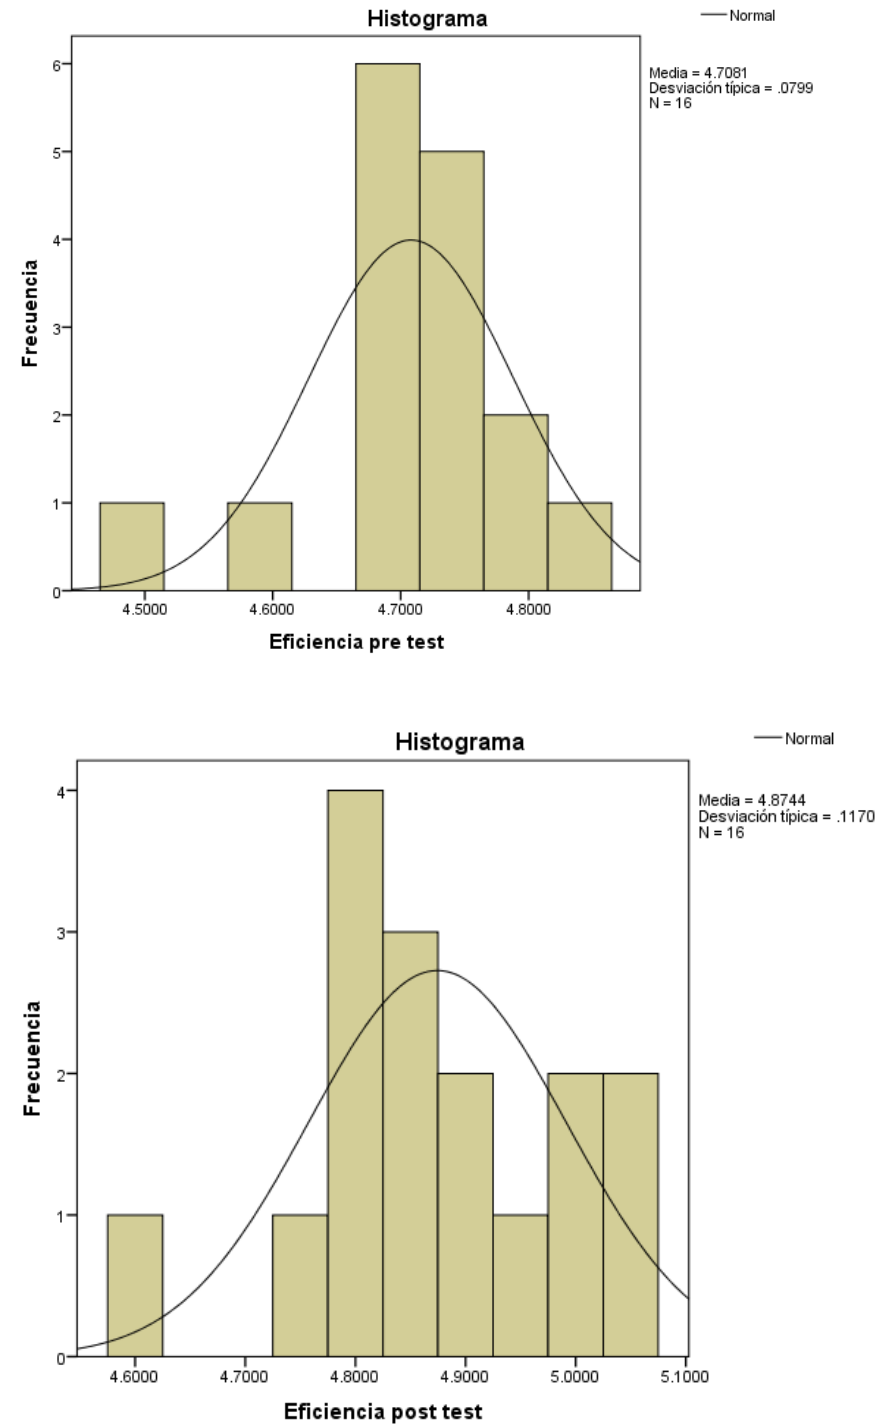 Histograma
Normal
Media = 4.7081
Desviación típica = .0799
N = 16
6
5
4
3
2
1
0
Frecuencia
4.5000 4.6000 4.7000 4.8000
Eficiencia pre test
Histograma
Normal
Media = 4.8744
Desviación típica = .1170
N = 16
4
3
2
1
0
Frecuencia
4.6000 4.7000 4.8000 4.9000 5.0000 5.1000
Eficiencia post test